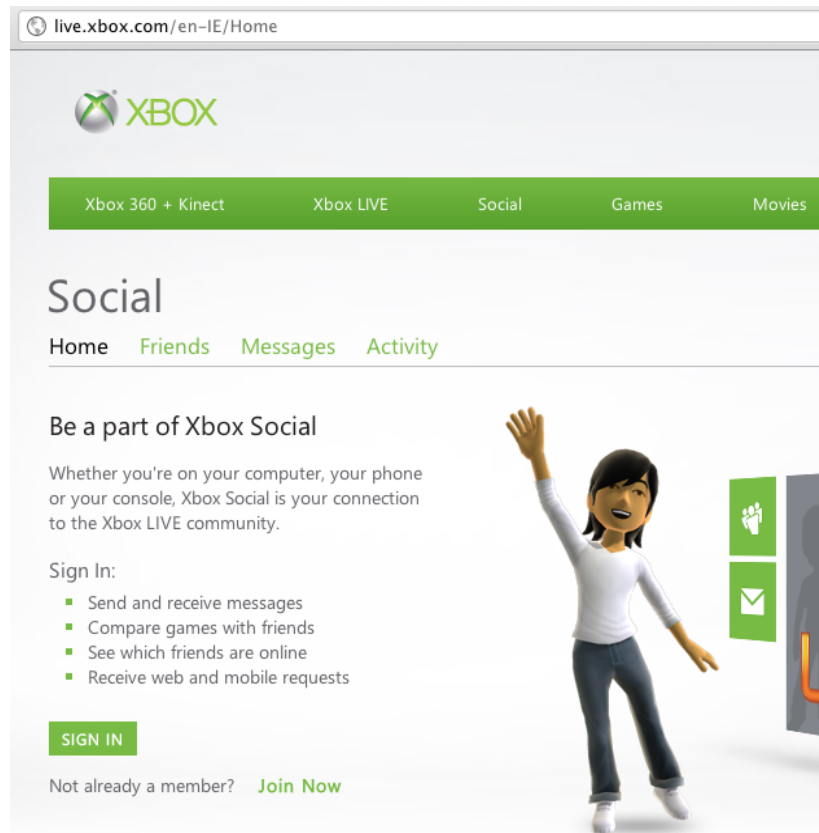 live.xbox.com/en-IE/Home
XBOX
Xbox 360 + Kinect Xbox LIVE Social Games Movies
Social
Home Friends Messages Activity
Be a part of Xbox Social
Whether you're on your computer, your phone
or your console, Xbox Social is your connection
to the Xbox LIVE community.
Sign In:
Send and receive messages
Compare games with friends
See which friends are online
Receive web and mobile requests
SIGN IN
Not already a member? Join Now